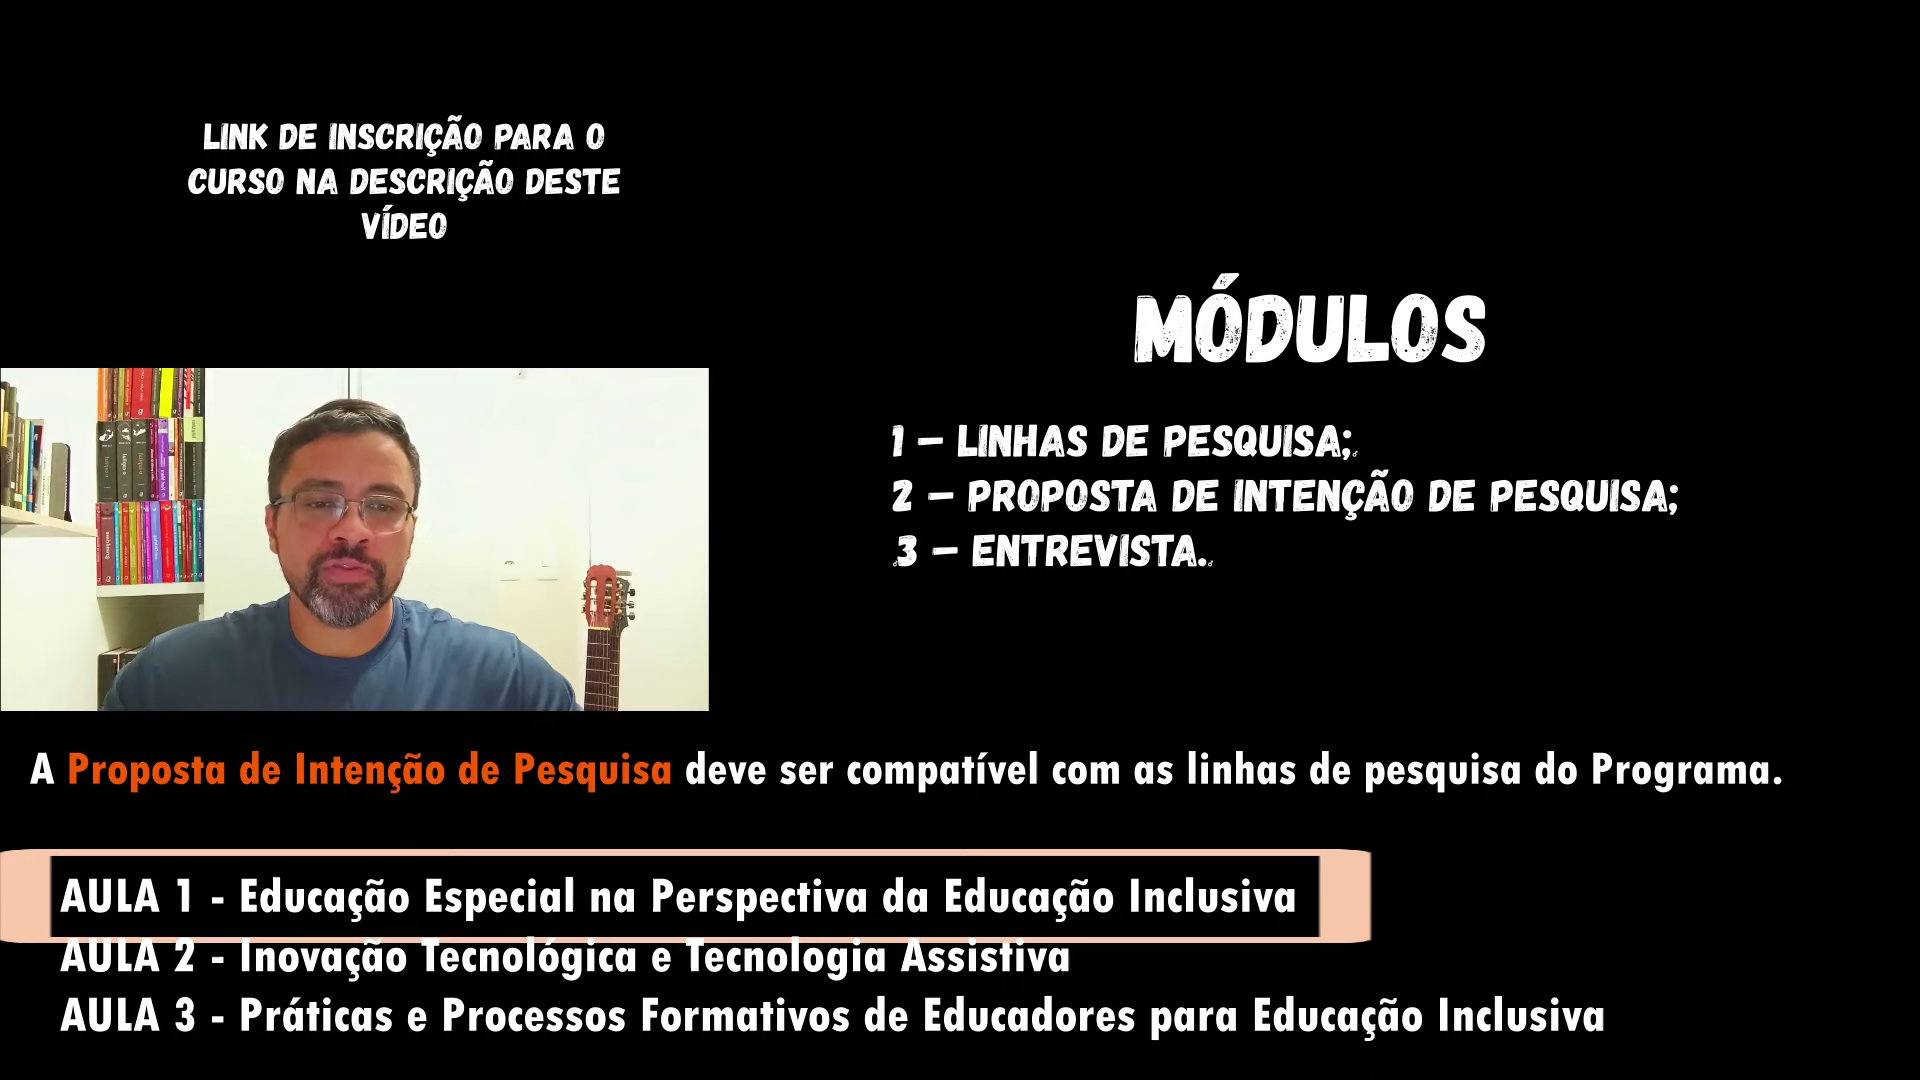 LINK DE INSCRIÇÃO PARA O
CURSO NA DESCRIÇÃO DESTE
VÍDEO
MÓDULOS
1 – LINHAS DE PESQUISA;
2 – PROPOSTA DE INTENÇÃO DE PESQUISA;
3 – ENTREVISTA.
A Proposta de Intenção de Pesquisa deve ser compatível com as linhas de pesquisa do Programa.
AULA 1 - Educação Especial na Perspectiva da Educação Inclusiva
AULA 2 - Inovação Tecnológica e Tecnologia Assistiva
AULA 3 - Práticas e Processos Formativos de Educadores para Educação Inclusiva